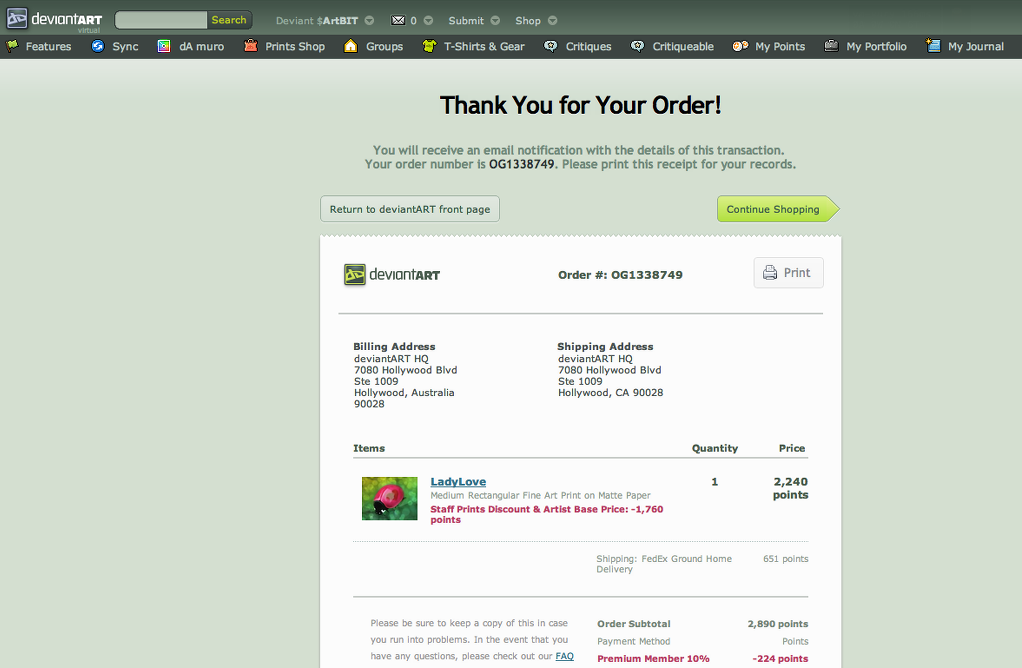 deviantART
virtual
Search
Deviant $ArtBIT
0
Submit
Shop
Features
Sync
dA muro
Prints Shop
Groups
T-Shirts & Gear
Critiques
Critiqueable
My Points
My Portfolio
My Journal
Thank You for Your Order!
You will receive an email notification with the details of this transaction.
Your order number is OG1338749. Please print this receipt for your records.
Return to deviantART front page
Continue Shopping
deviantART
Order #: OG1338749
Print
Billing Address
deviantART HQ
7080 Hollywood Blvd
Ste 1009
Hollywood, Australia
90028
Shipping Address
deviantART HQ
7080 Hollywood Blvd
Ste 1009
Hollywood, CA 90028
Items
Quantity
Price
LadyLove
Medium Rectangular Fine Art Print on Matte Paper
Staff Prints Discount & Artist Base Price: -1,760
points
1
2,240
points
Shipping: FedEx Ground Home
Delivery
651 points
Please be sure to keep a copy of this in case
you run into problems. In the event that you
have any questions, please check out our FAQ
Order Subtotal
2,890 points
Payment Method
Points
Premium Member 10%
-224 points